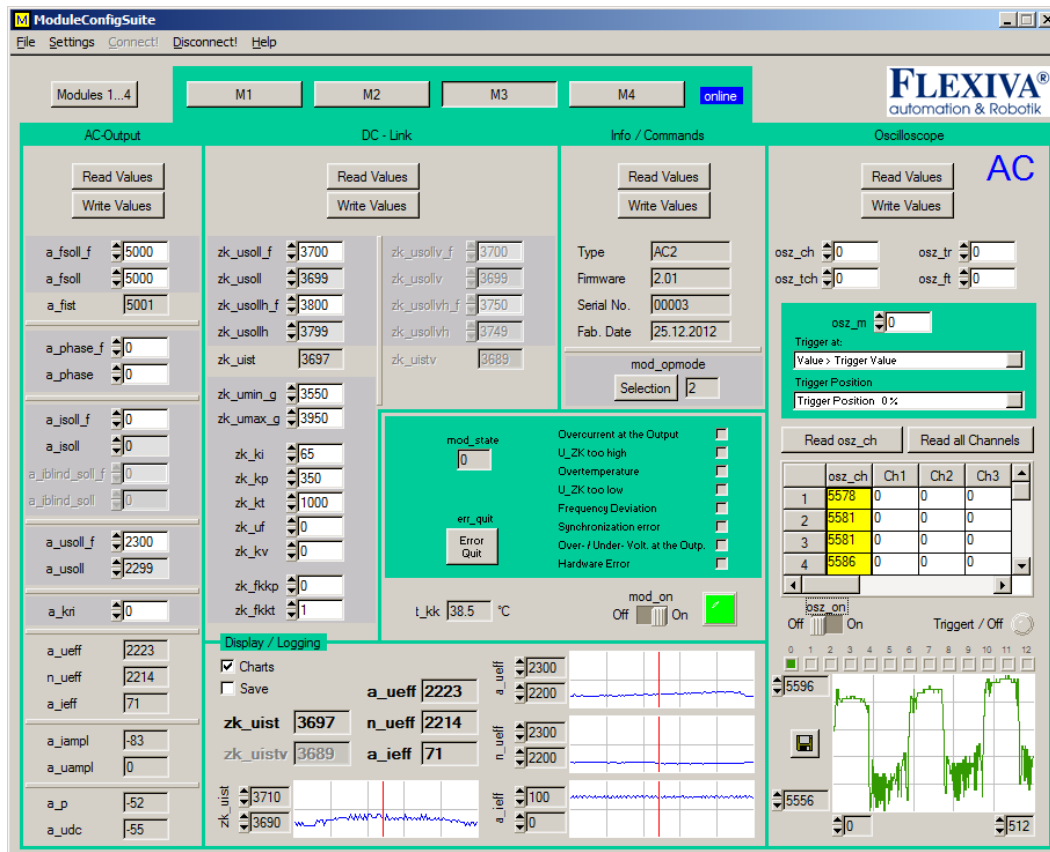 ModuleConfigSuite
File Settings Connect! Disconnect! Help
Modules 1...4
M1 M2 M3 M4 online
FLEXIVA®
automation & Robotik
AC-Output
Read Values
Write Values
a_fsoll_f 5000
a_fsoll 5000
a_fist 5001
a_phase_f 0
a_phase 0
a_isoll_f 0
a_isoll 0
a_iblind_soll_f 0
a_iblind_soll 0
a_usoll_f 2300
a_usoll 2299
a_kri 0
a_ueff 2223
n_ueff 2214
a_ieff 71
a_iampl -83
a_uampl 0
a_p -52
a_udc -55
DC - Link
Read Values
Write Values
zk_usoll_f 3700
zk_usoll 3699
zk_usollh_f 3800
zk_usollh 3799
zk_uist 3697
zk_umin_g 3550
zk_umax_g 3950
zk_ki 65
zk_kp 350
zk_kt 1000
zk_uf 0
zk_kv 0
zk_fkkp 0
zk_fkkt 1
zk_usollv_f 3700
zk_usollv 3699
zk_usollvh_f 3750
zk_usollvh 3749
zk_uistv 3689
Info / Commands
Read Values
Write Values
Type AC2
Firmware 2.01
Serial No. 00003
Fab. Date 25.12.2012
mod_opmode
Selection 2
mod_state
0
err_quit
Error
Quit
Overcurrent at the Output
U_ZK too high
Overtemperature
U_ZK too low
Frequency Deviation
Synchronization error
Over- / Under- Volt. at the Outp.
Hardware Error
t_kk 38.5 °C
mod_on
Off On
Display / Logging
Charts
Save
a_ueff 2223
zk_uist 3697 n_ueff 2214
zk_uistv 3689 a_ieff 71
zk_uist 3710
3690
a_ueff 2300
2200
n_ueff 2300
2200
a_ieff 100
0
Oscilloscope
AC
Read Values
Write Values
osz_ch 0 osz_tr 0
osz_tch 0 osz_ft 0
osz_m 0
Trigger at:
Value > Trigger Value
Trigger Position
Trigger Position 0 %
Read osz_ch Read all Channels
osz_ch Ch1 Ch2 Ch3
1 5578 0 0 0
2 5581 0 0 0
3 5581 0 0 0
4 5586 0 0 0
osz_on
Off On Triggert / Off
0 1 2 3 4 5 6 7 8 9 10 11 12
5596
5556
0 512